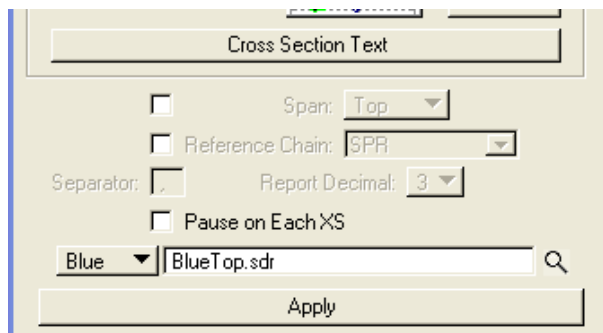 Cross Section Text
Span: Top
Reference Chain: SPR
Separator: , Report Decimal: 3
Pause on Each XS
Blue BlueTop.sdr
Apply